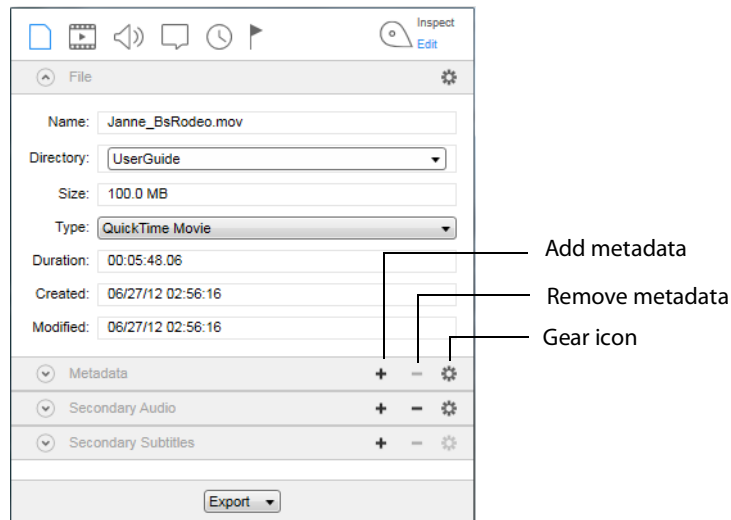 Inspect
Edit
File
Name: Janne_BsRodeo.mov
Directory: UserGuide
Size: 100.0 MB
Type: QuickTime Movie
Duration: 00:05:48.06
Created: 06/27/12 02:56:16
Modified: 06/27/12 02:56:16
Add metadata
Remove metadata
Gear icon
Metadata
Secondary Audio
Secondary Subtitles
Export